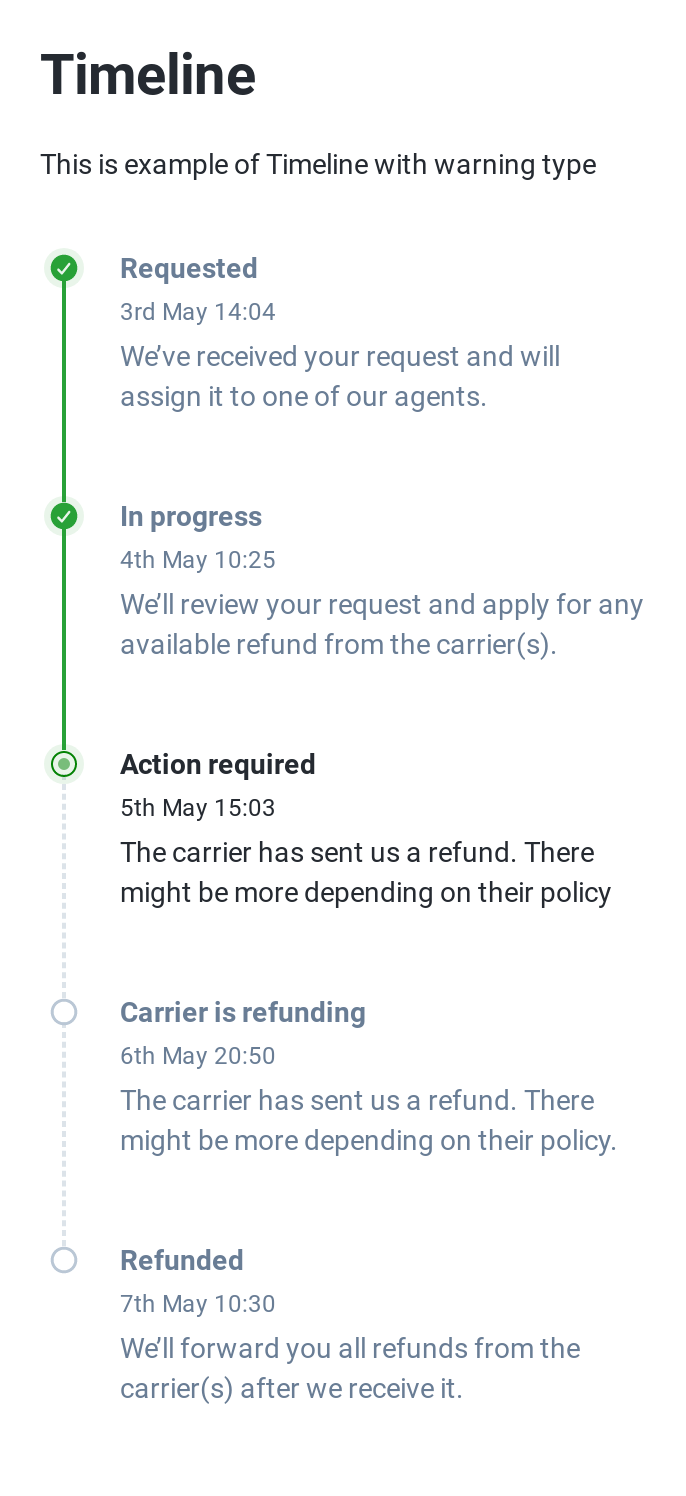 Timeline
This is example of Timeline with warning type
Requested
3rd May 14:04
We’ve received your request and will
assign it to one of our agents.
In progress
4th May 10:25
We’ll review your request and apply for any
available refund from the carrier(s).
Action required
5th May 15:03
The carrier has sent us a refund. There
might be more depending on their policy
Carrier is refunding
6th May 20:50
The carrier has sent us a refund. There
might be more depending on their policy.
Refunded
7th May 10:30
We’ll forward you all refunds from the
carrier(s) after we receive it.